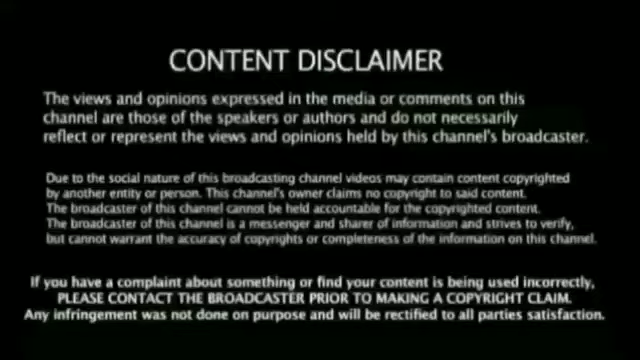 CONTENT DISCLAIMER
The views and opinions expressed in the media or comments on this
channel are those of the speakers or authors and do not necessarily
reflect or represent the views and opinions held by this channel's broadcaster.
Due to the social nature of this broadcasting channel videos may contain content copyrighted
by another entity or person. This channel's owner claims no copyright to said content.
The broadcaster of this channel cannot be held accountable for the copyrighted content.
The broadcaster of this channel is a messenger and sharer of information and strives to verify,
but cannot warrant the accuracy of copyrights or completeness of the information on this channel.
If you have a complaint about something or find your content is being used incorrectly,
PLEASE CONTACT THE BROADCASTER PRIOR TO MAKING A COPYRIGHT CLAIM.
Any infringement was not done on purpose and will be rectified to all parties satisfaction.